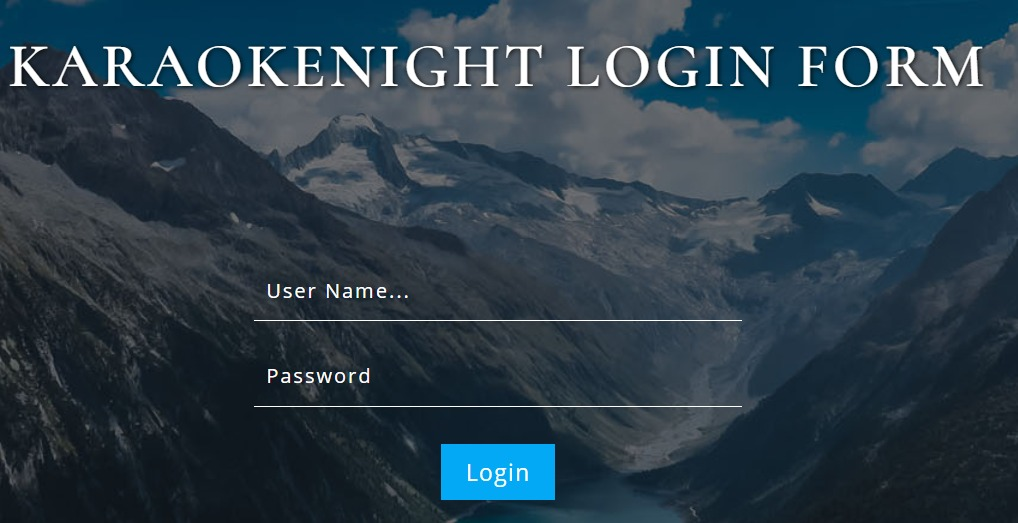 KARAOKENIGHT LOGIN FORM
User Name...
Password
Login